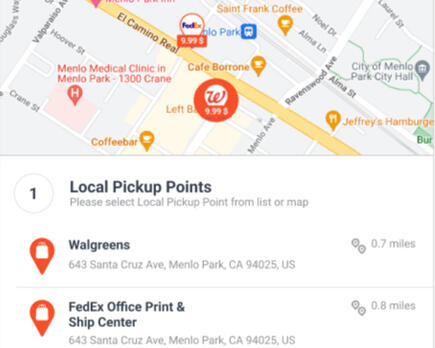 Menlo Park Inn
Saint Frank Coffee
Laurel St
Valparaiso Ave
Hoover St
El Camino Real
FedEx
9.99 $
nlo Park
Noel Dr
Alma Ln
Cafe Borrone
City of Menlo
Park City Hall
Menlo Medical Clinic in
Menlo Park - 1300 Crane
H
Crane St
Ravenswood Ave
Alma St
W
9.99 $
Left Ba
Menlo Ave
Jeffrey's Hamburge
Coffeebar
Bur
1
Local Pickup Points
Please select Local Pickup Point from list or map
Walgreens
0.7 miles
643 Santa Cruz Ave, Menlo Park, CA 94025, US
FedEx Office Print &
Ship Center
0.8 miles
643 Santa Cruz Ave, Menlo Park, CA 94025, US